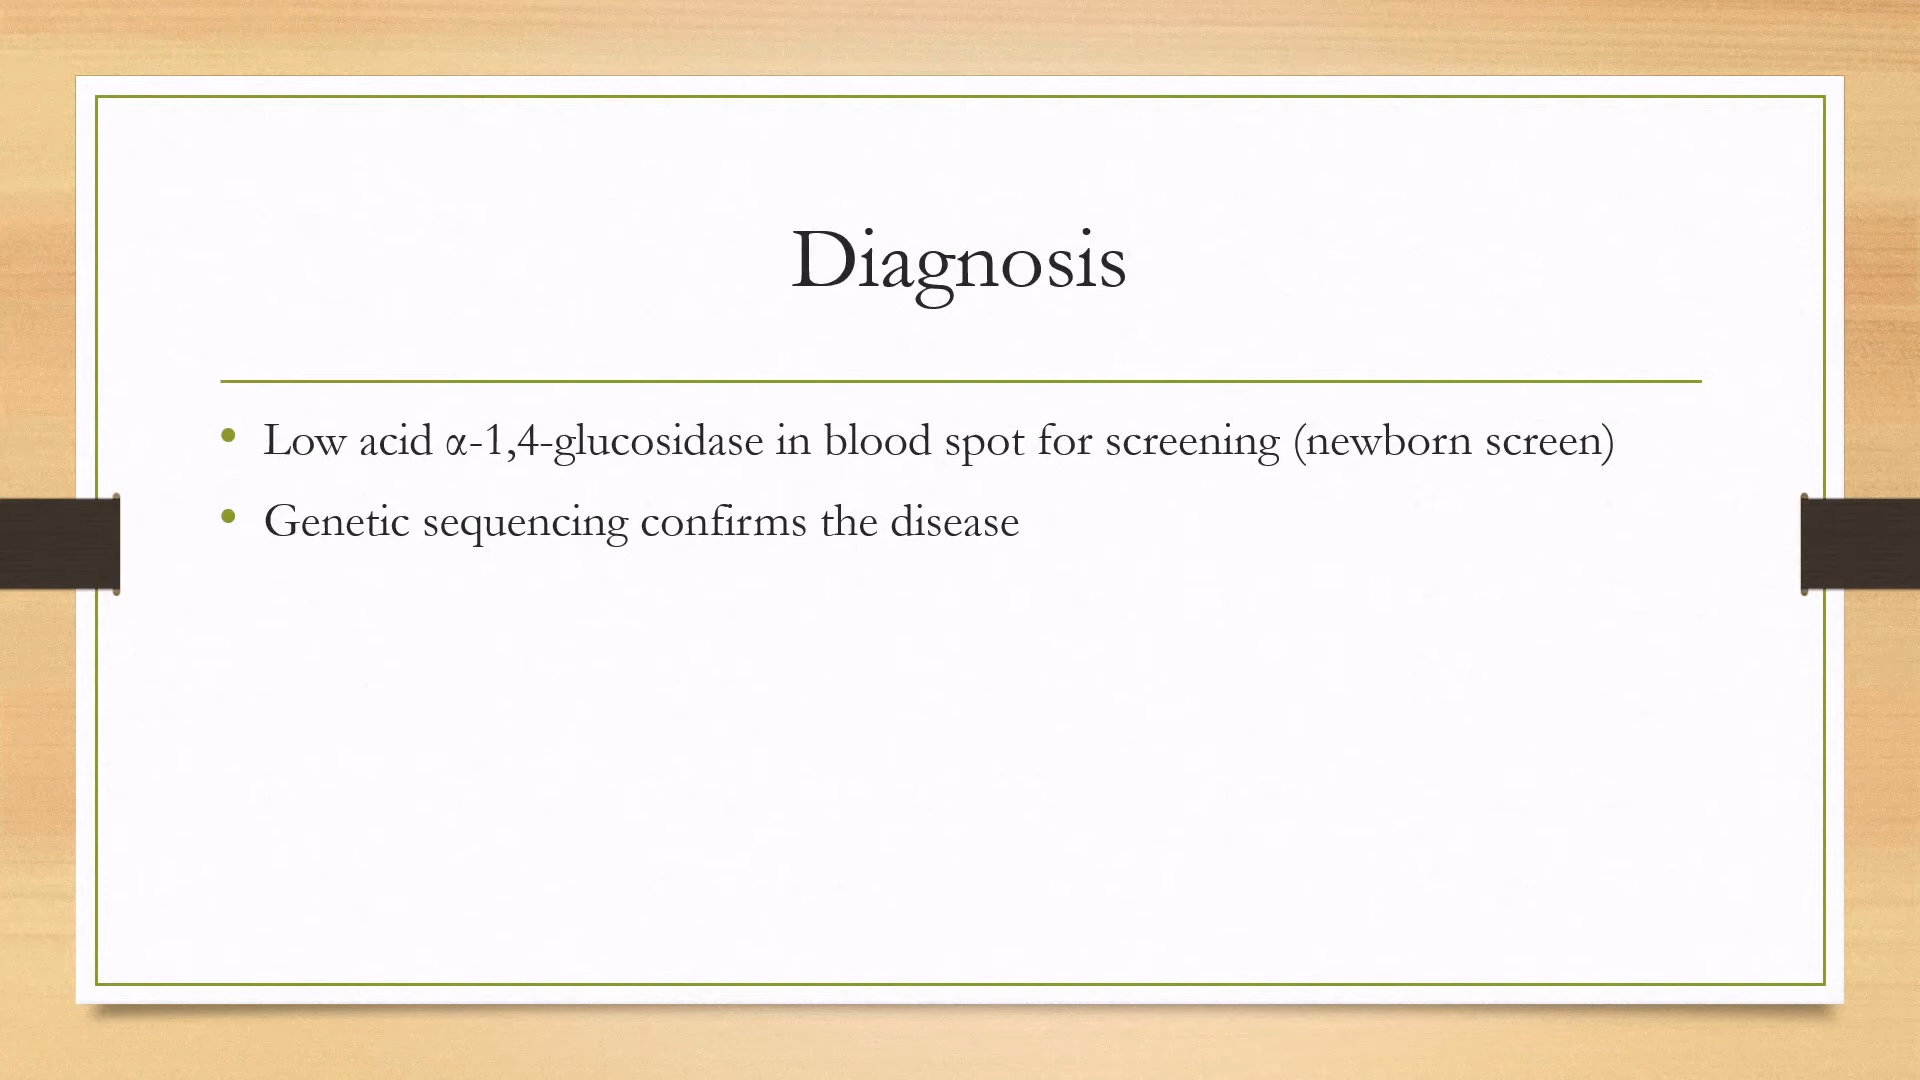 Diagnosis
• Low acid α-1,4-glucosidase in blood spot for screening (newborn screen)
• Genetic sequencing confirms the disease